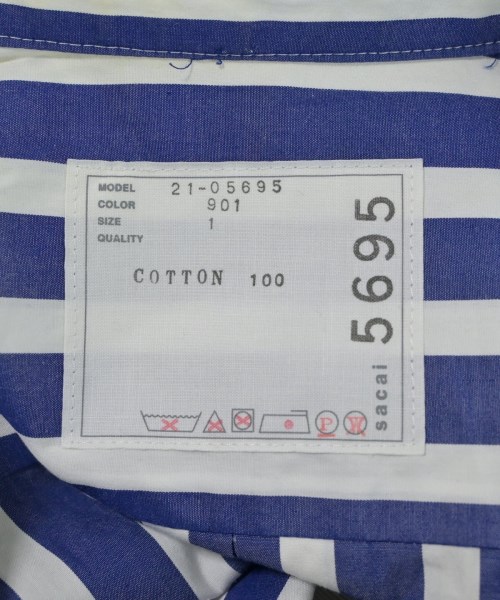 MODEL 21-05695
COLOR 901
SIZE 1
QUALITY
COTTON 100
P W
sacai 5695